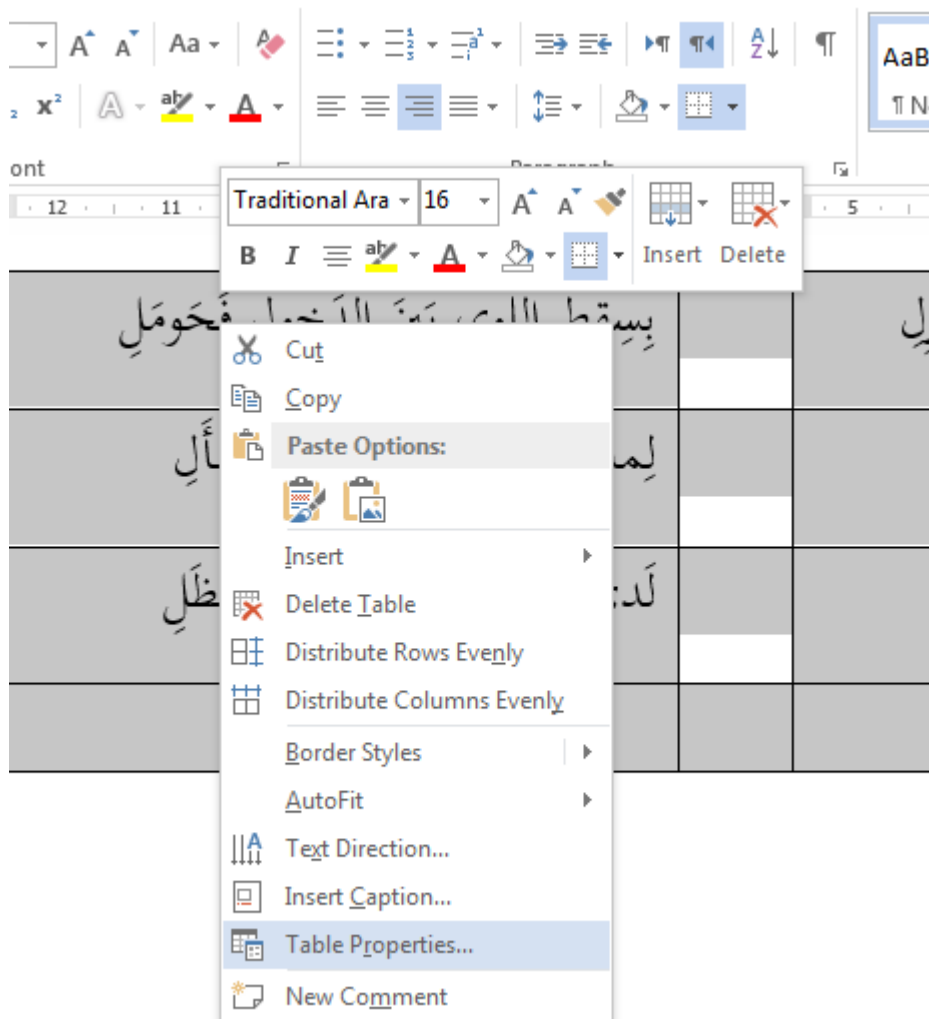 Aa
AaB
¶ N
ont
Paragraph
12 11 5
Traditional Ara 16
B I Insert Delete
بِسِقطِ اللِوى بَينَ الدَخولِ فَحَومَلِ
Cut
Copy
Paste Options:
Insert
Delete Table
Distribute Rows Evenly
Distribute Columns Evenly
Border Styles
AutoFit
Text Direction...
Insert Caption...
Table Properties...
New Comment